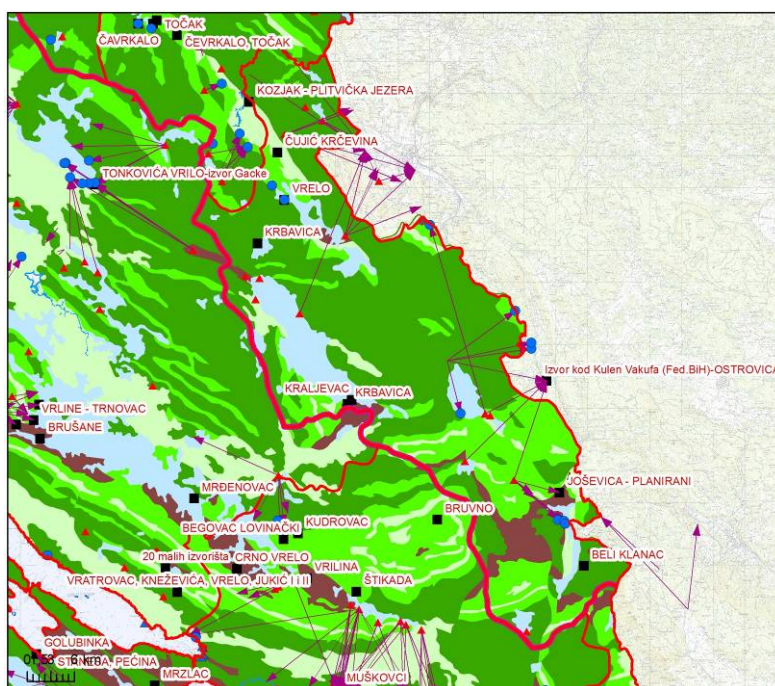 TOČAK
ČAVRKALO
ČEVRKALO, TOČAK
KOZJAK - PLITVIČKA JEZERA
ČUJIĆ KRČEVINA
TONKOVIĆA VRILO-izvor Gacke
VRELO
KRBAVICA
Izvor kod Kulen Vakufa (Fed.BiH)-OSTROVICA
KRALJEVAC
KRBAVICA
VRLINE - TRNOVAC
BRUŠANE
JOŠEVICA - PLANIRANI
MRĐENOVAC
BRUVNO
KUDROVAC
BEGOVAC LOVINAČKI
20 malih izvorišta
CRNO VRELO
BELI KLANAC
VRILINA
VRATROVAC, KNEŽEVIĆA, VRELO, JUKIĆ I I II
ŠTIKADA
GOLUBINKA
PEĆINA
MRZLAC
MUŠKOVCI
6 km